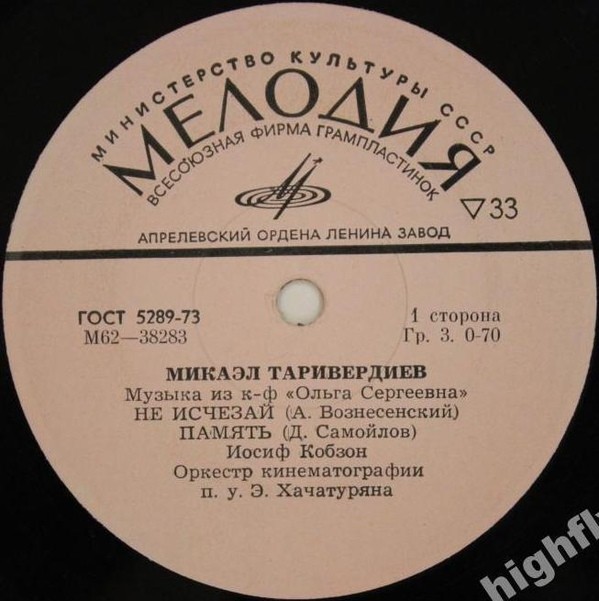 МИНИСТЕРСТВО КУЛЬТУРЫ СССР
МЕЛОДИЯ
ВСЕСОЮЗНАЯ ФИРМА ГРАМПЛАСТИНОК
▽33
АПРЕЛЕВСКИЙ ОРДЕНА ЛЕНИНА ЗАВОД
ГОСТ 5289-73
М62—38283
1 сторона
Гр. 3. 0-70
МИКАЭЛ ТАРИВЕРДИЕВ
Музыка из к-ф «Ольга Сергеевна»
НЕ ИСЧЕЗАЙ (А. Вознесенский)
ПАМЯТЬ (Д. Самойлов)
Иосиф Кобзон
Оркестр кинематографии
п. у. Э. Хачатуряна